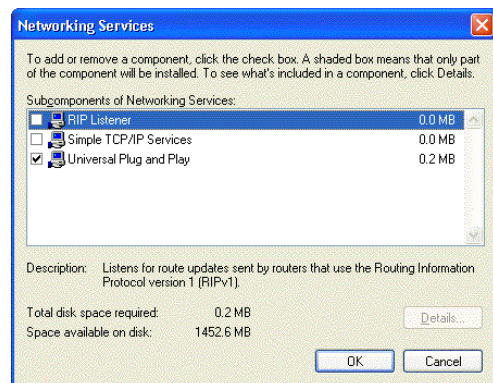 Networking Services
To add or remove a component, click the check box. A shaded box means that only part
of the component will be installed. To see what's included in a component, click Details.
Subcomponents of Networking Services:
RIP Listener 0.0 MB
Simple TCP/IP Services 0.0 MB
Universal Plug and Play 0.2 MB
Description: Listens for route updates sent by routers that use the Routing Information
Protocol version 1 (RIPv1).
Total disk space required: 0.2 MB
Space available on disk: 1452.6 MB
Details...
OK Cancel